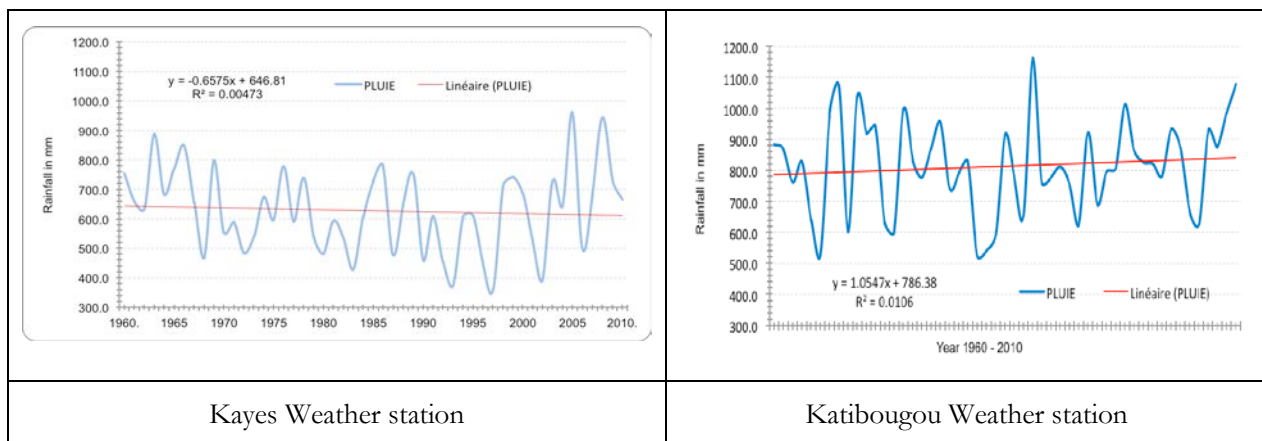 1200.0
1100.0
1000.0
900.0
800.0
700.0
600.0
500.0
400.0
300.0
Rainfall in mm
y = -0.6575x + 646.81
R² = 0.00473
PLUIE
Linéaire (PLUIE)
1960. 1965 1970 1975 1980 1985 1990 1995 2000 2005 2010.
1200.0
1100.0
1000.0
900.0
800.0
700.0
600.0
500.0
400.0
300.0
Rainfall in mm
y = 1.0547x + 786.38
R² = 0.0106
PLUIE
Linéaire (PLUIE)
Year 1960 - 2010
Kayes Weather station
Katibougou Weather station